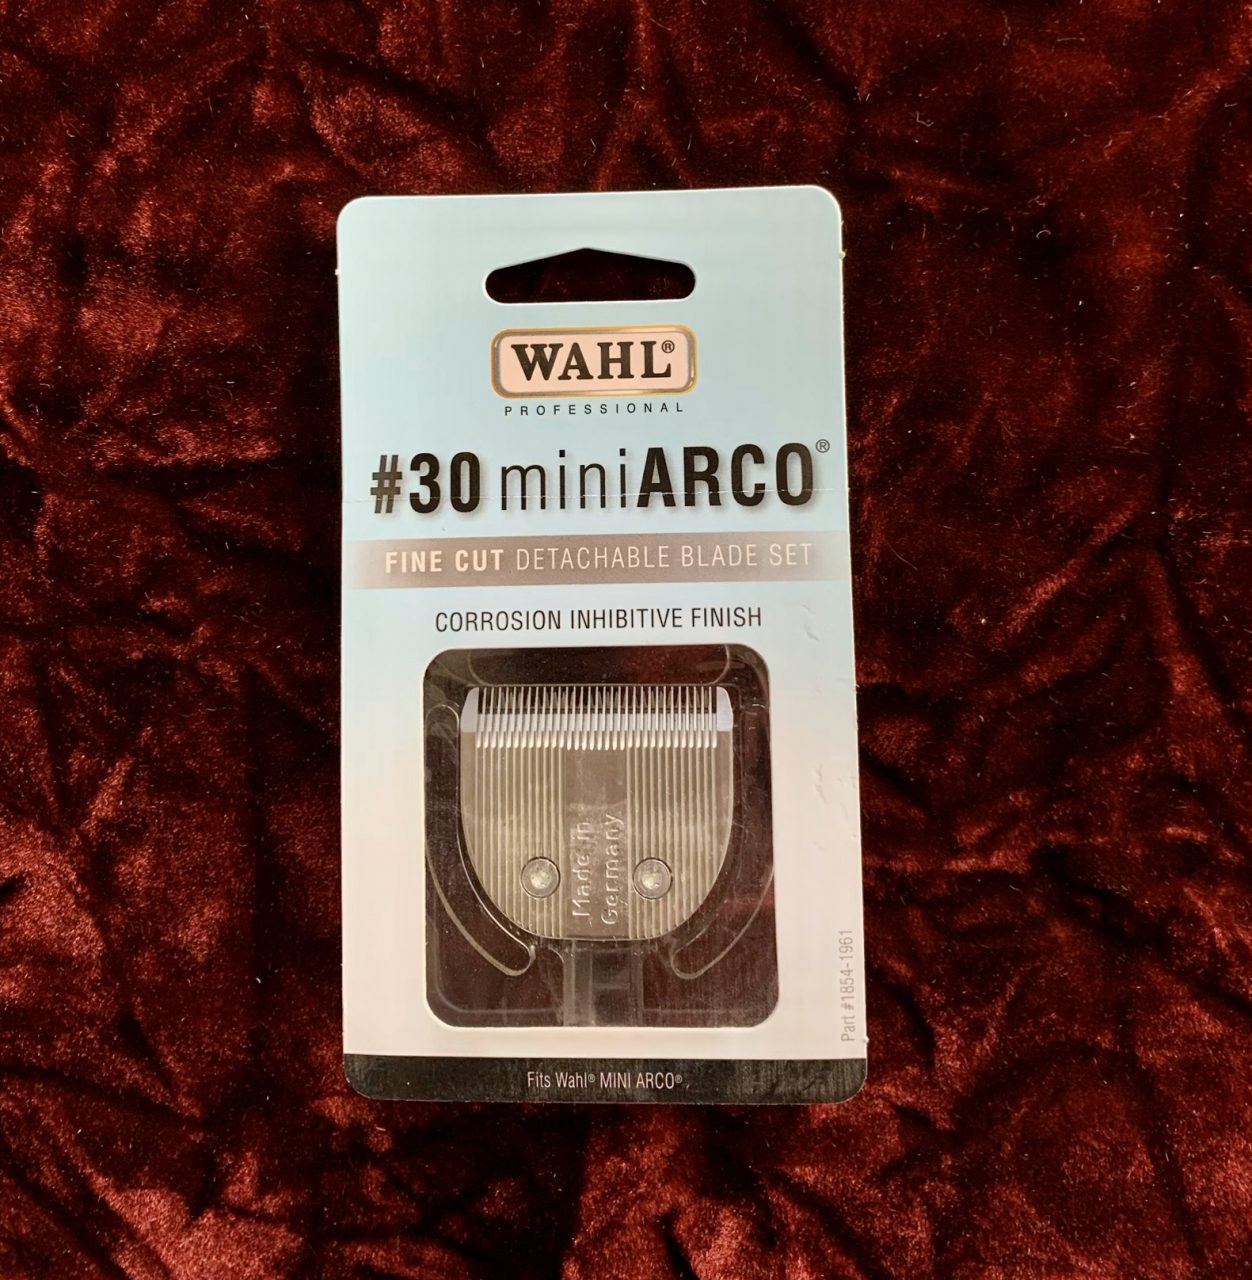 WAHL®
PROFESSIONAL
#30 miniARCO®
FINE CUT DETACHABLE BLADE SET
CORROSION INHIBITIVE FINISH
Made in
Germany
Part #1854-1961
Fits Wahl® MINI ARCO®